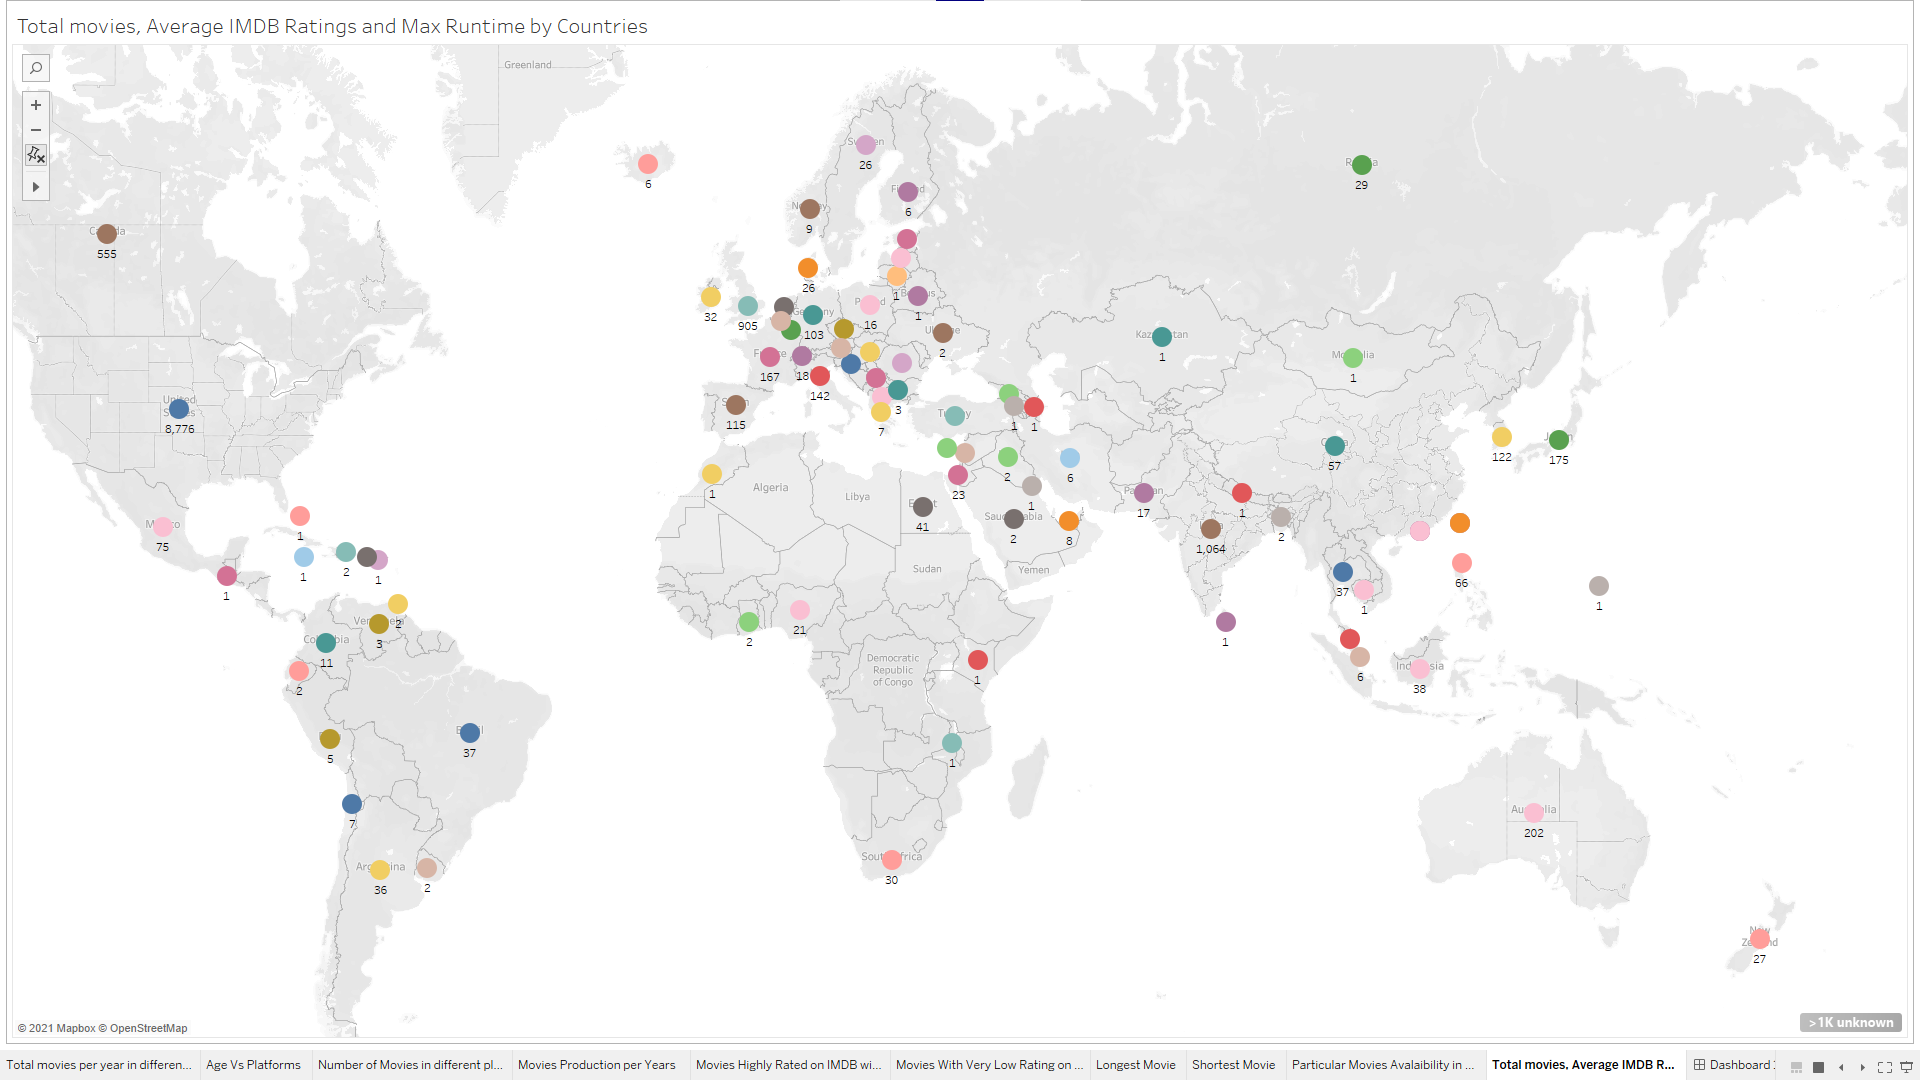 Total movies, Average IMDB Ratings and Max Runtime by Countries
Greenland
26
6
29
6
9
555
26
32
905
103
16
1
1
2
167
18
142
3
1
1
United
8,776
115
7
122
175
57
Algeria
Libya
1
23
2
6
1
17
1
41
2
8
1,064
2
75
1
1
2
1
1
Sudan
Yemen
66
37
1
1
2
3
11
2
2
21
1
1
Democratic
Republic
of Congo
6
38
5
37
1
7
202
36
2
30
27
© 2021 Mapbox © OpenStreetMap
>1K unknown
Total movies per year in differen...
Age Vs Platforms
Number of Movies in different pl...
Movies Production per Years
Movies Highly Rated on IMDB wi...
Movies With Very Low Rating on ...
Longest Movie
Shortest Movie
Particular Movies Avalaibility in ...
Total movies, Average IMDB R...
Dashboard